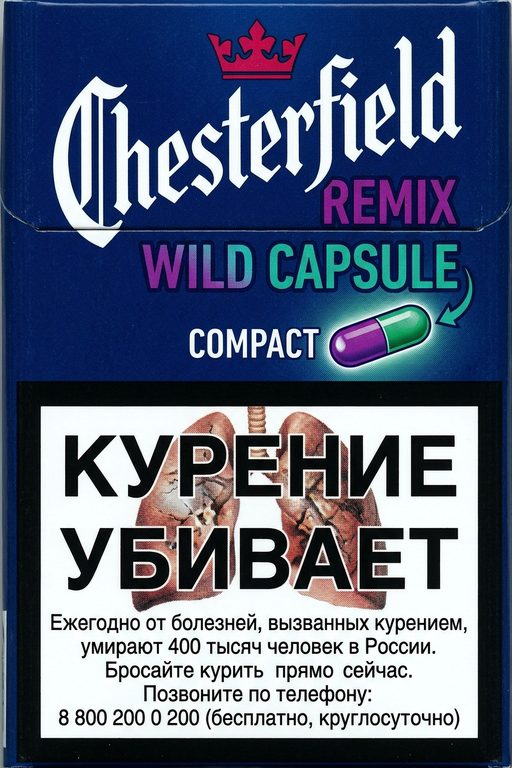 Chesterfield
REMIX
WILD CAPSULE
COMPACT
КУРЕНИЕ
УБИВАЕТ
Ежегодно от болезней, вызванных курением,
умирают 400 тысяч человек в России.
Бросайте курить прямо сейчас.
Позвоните по телефону:
8 800 200 0 200 (бесплатно, круглосуточно)